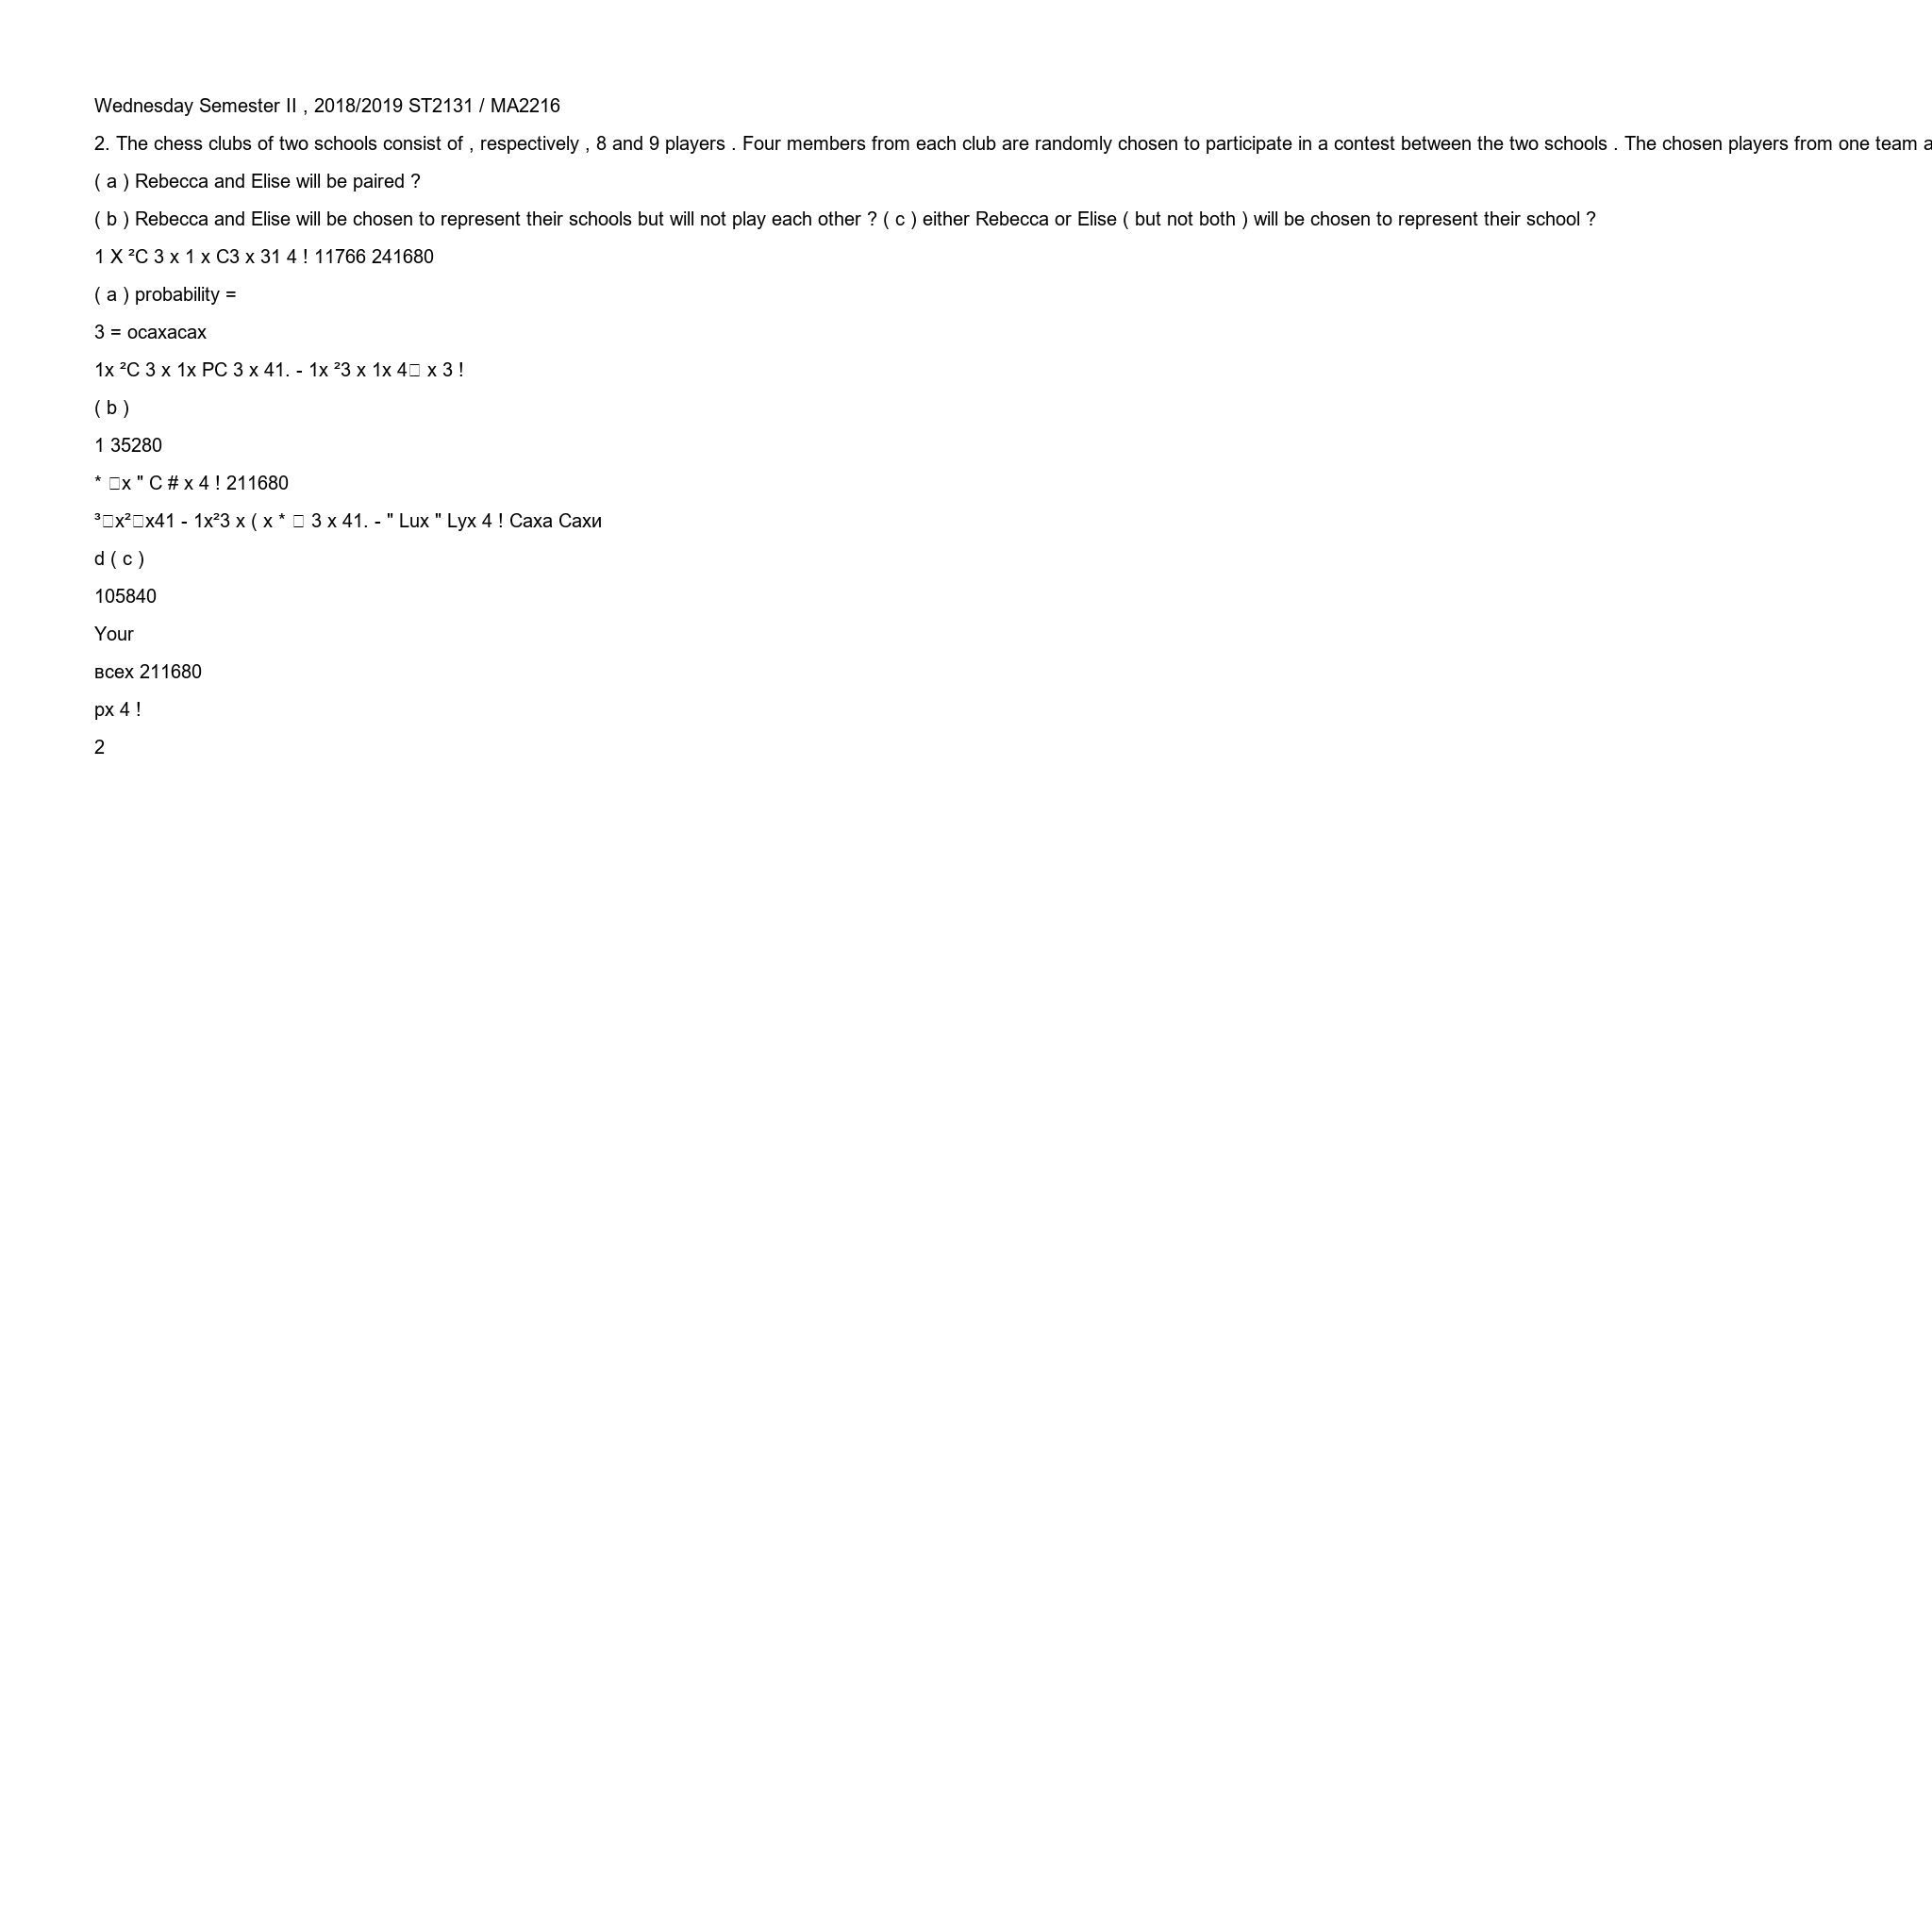 Wednesday Semester II , 2018/2019 ST2131 / MA2216
2. The chess clubs of two schools consist of , respectively , 8 and 9 players . Four members from each club are randomly chosen to participate in a contest between the two schools . The chosen players from one team a
( a ) Rebecca and Elise will be paired ?
( b ) Rebecca and Elise will be chosen to represent their schools but will not play each other ? ( c ) either Rebecca or Elise ( but not both ) will be chosen to represent their school ?
1 X ²C 3 x 1 x C3 x 31 4 ! 11766 241680
( a ) probability =
3 = ocaxacax
1x ²C 3 x 1x PC 3 x 41. - 1x ²3 x 1x 4□ x 3 !
( b )
1 35280
* □x " C # x 4 ! 211680
³□x²□x41 - 1x²3 x ( x * □ 3 x 41. - " Lux " Lyx 4 ! Саха Сахи
d ( c )
105840
Your
всех 211680
px 4 !
2